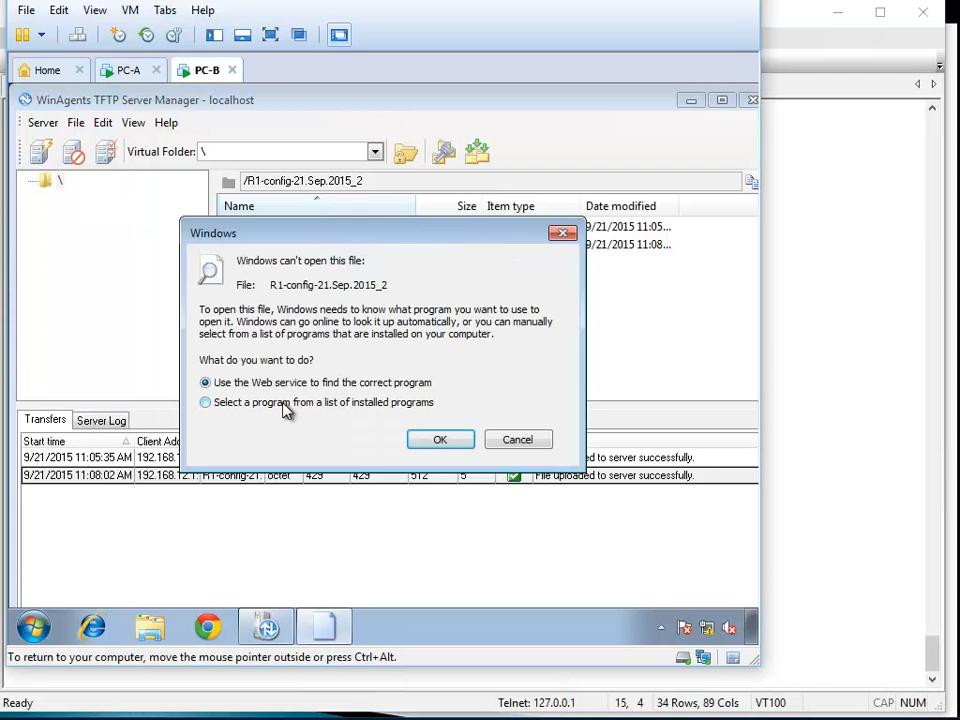 File Edit View VM Tabs Help
Home PC-A PC-B
WinAgents TFTP Server Manager - localhost
Server File Edit View Help
Virtual Folder: \
\ /R1-config-21.Sep.2015_2
Name Size Item type Date modified
9/21/2015 11:05...
9/21/2015 11:08...
Windows
Windows can't open this file:
File: R1-config-21.Sep.2015_2
To open this file, Windows needs to know what program you want to use to
open it. Windows can go online to look it up automatically, or you can manually
select from a list of programs that are installed on your computer.
What do you want to do?
Use the Web service to find the correct program
Select a program from a list of installed programs
OK Cancel
Transfers Server Log
Start time Client Add
9/21/2015 11:05:35 AM 192.168.12.1 uploaded to server successfully.
9/21/2015 11:08:02 AM 192.168.12.1: R1-config-21. octet 429 429 512 5 File uploaded to server successfully.
To return to your computer, move the mouse pointer outside or press Ctrl+Alt.
Ready Telnet: 127.0.0.1 15, 4 34 Rows, 89 Cols VT100 CAP NUM